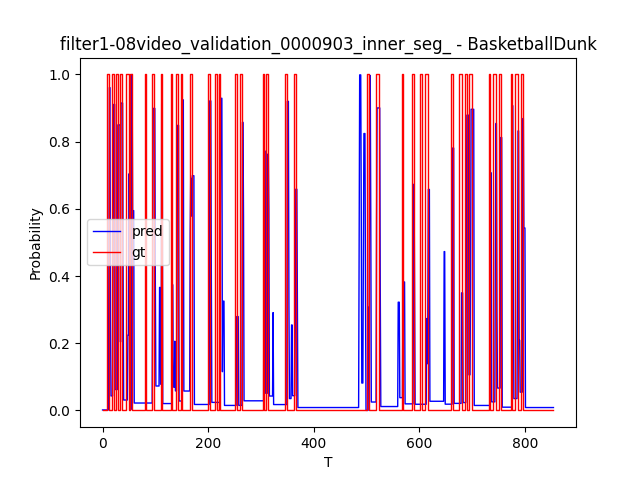 filter1-08video_validation_0000903_inner_seg_ - BasketballDunk
1.0
0.8
0.6
0.4
0.2
0.0
Probability
pred
gt
0
200
400
600
800
T